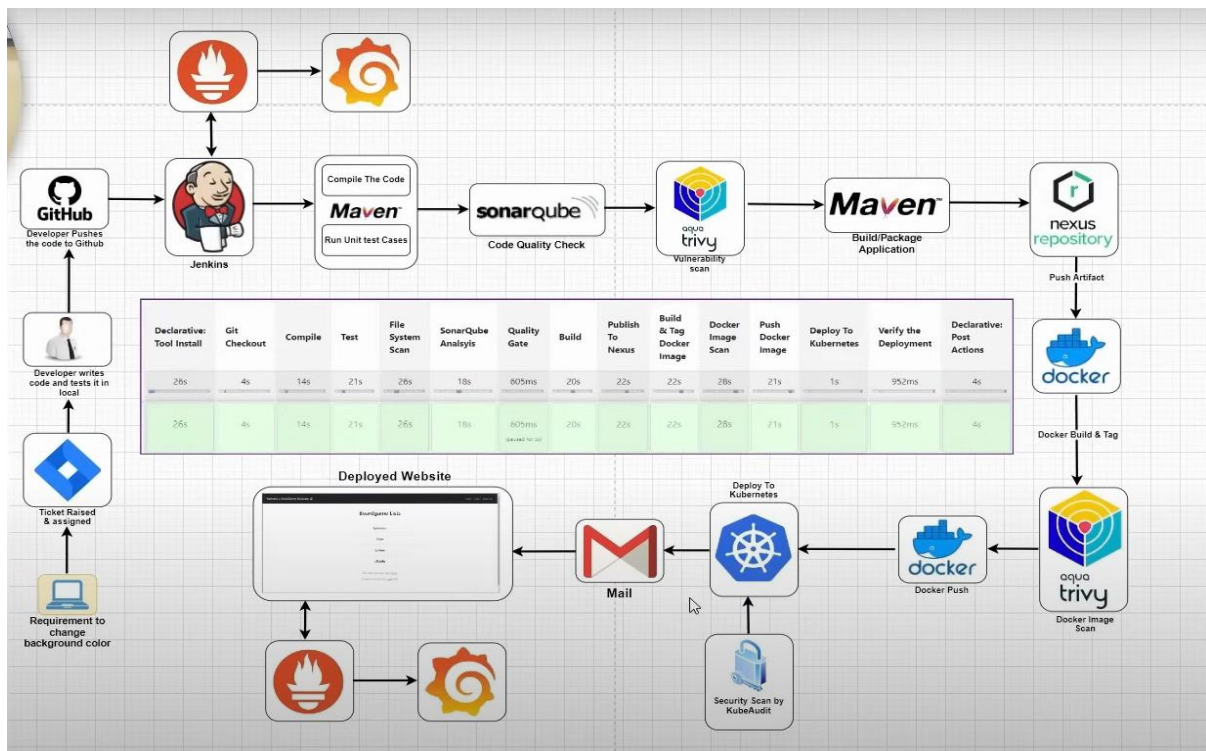 GitHub
Developer Pushes
the code to Github
Jenkins
Compile The Code
Maven™
Run Unit test Cases
sonarqube
Code Quality Check
aqua
trivy
Vulnerability
scan
Maven™
Build/Package
Application
nexus
repository
Push Artifact
Developer writes
code and tests it in
local
Declarative:
Tool Install
Git
Checkout
Compile
Test
File
System
Scan
SonarQube
Analsyis
Quality
Gate
Build
Publish
To
Nexus
Build
& Tag
Docker
Image
Docker
Image
Scan
Push
Docker
Image
Deploy To
Kubernetes
Verify the
Deployment
Declarative:
Post
Actions
26s 4s 14s 21s 26s 18s 605ms 20s 22s 22s 28s 21s 1s 952ms 4s
26s 4s 14s 21s 26s 18s 605ms 20s 22s 22s 28s 21s 1s 952ms 4s
docker
Docker Build & Tag
Ticket Raised
& assigned
Requirement to
change
background color
Deployed Website
Boardgame Lists
Mail
Deploy To
Kubernetes
Security Scan by
KubeAudit
docker
Docker Push
aqua
trivy
Docker Image
Scan